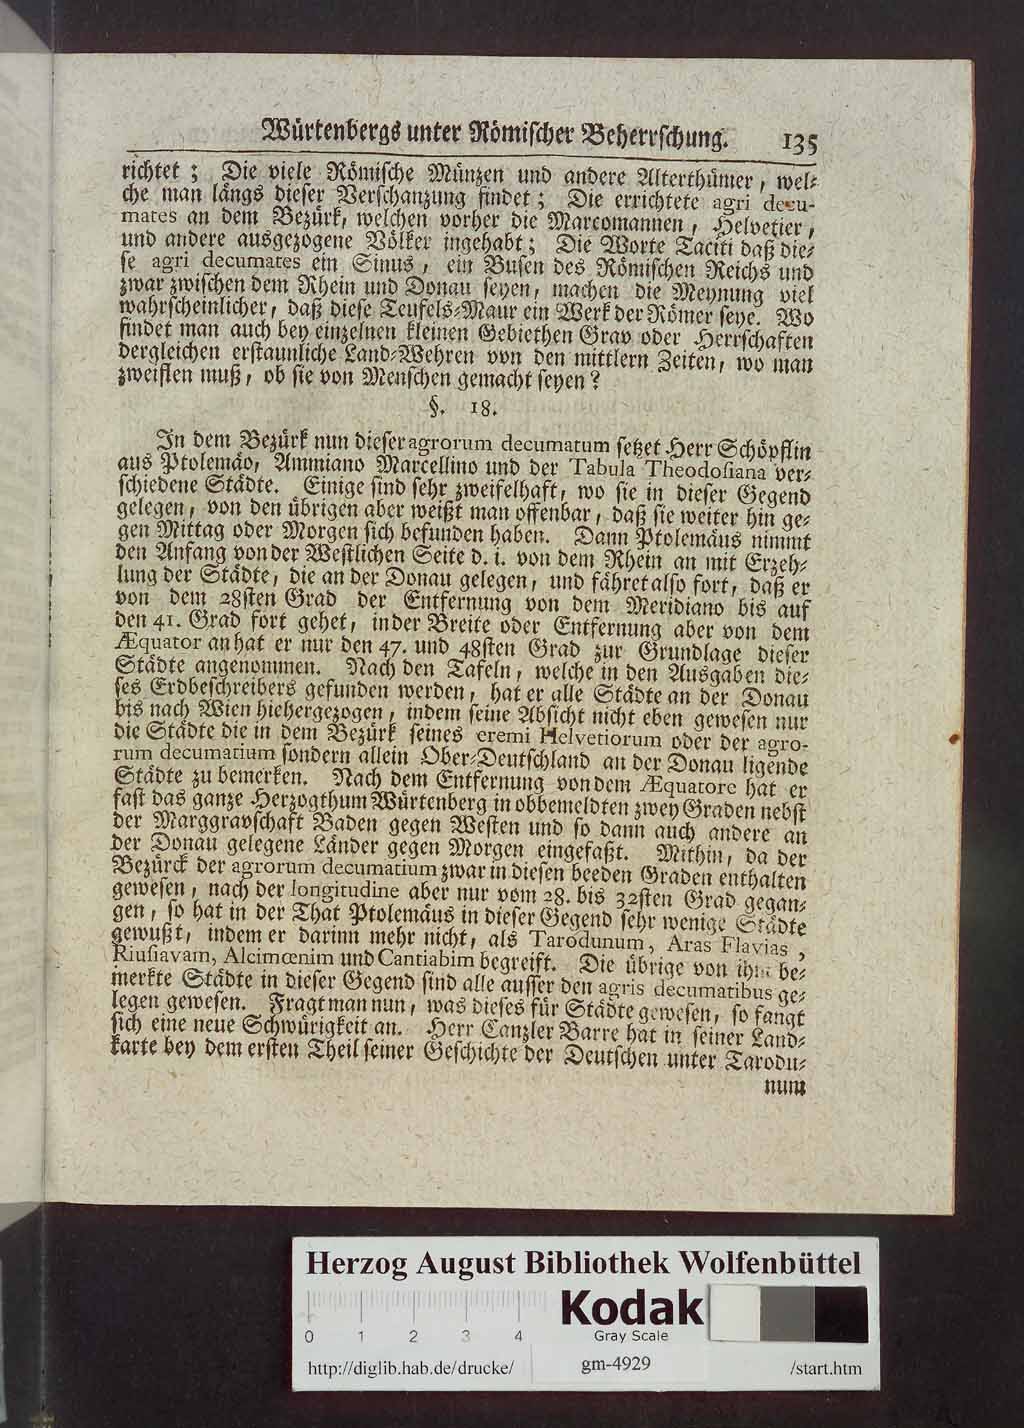 Würtenbergs unter Römischer Beherrschung. 135
richtet; Die viele Römische Münzen und andere Alterthümer, wel-
che man längs dieser Verschanzung findet; Die errichtete agri decu-
mates an dem Bezürk, welchen vorher die Marcomannen, Helvetier,
und andere ausgezogene Völker ingehabt; Die Worte Taciti daß die-
se agri decumates ein Sinus, ein Busen des Römischen Reichs und
zwar zwischen dem Rhein und Donau seyen, machen die Meynung viel
wahrscheinlicher, daß diese Teufels-Maur ein Werk der Römer seye. Wo
findet man auch bey einzelnen kleinen Gebiethen Grav oder Herrschaften
dergleichen erstaunliche Land-Wehren von den mittlern Zeiten, wo man
zweiflen muß, ob sie von Menschen gemacht seyen?
§. 18.
In dem Bezürk nun dieser agrorum decumatum setzet Herr Schöpflin
aus Ptolemäo, Ammiano Marcellino und der Tabula Theodosiana ver-
schiedene Städte. Einige sind sehr zweifelhaft, wo sie in dieser Gegend
gelegen, von den übrigen aber weißt man offenbar, daß sie weiter hin ge-
gen Mittag oder Morgen sich befunden haben. Dann Ptolemäus nimmt
den Anfang von der Westlichen Seite d. i. von dem Rhein an mit Erzeh-
lung der Städte, die an der Donau gelegen, und fähret also fort, daß er
von dem 28sten Grad der Entfernung von dem Meridiano bis auf
den 41. Grad fort gehet, in der Breite oder Entfernung aber von dem
Æquator an hat er nur den 47. und 48sten Grad zur Grundlage dieser
Städte angenommen. Nach den Tafeln, welche in den Ausgaben die-
ses Erdbeschreibers gefunden werden, hat er alle Städte an der Donau
bis nach Wien hiehergezogen, indem seine Absicht nicht eben gewesen nur
die Städte die in dem Bezürk seines eremi Helvetiorum oder der agro-
rum decumatium sondern allein Ober-Deutschland an der Donau ligende
Städte zu bemerken. Nach dem Entfernung von dem Æquatore hat er
fast das ganze Herzogthum Würtenberg in obbemeldten zwey Graden nebst
der Marggravschaft Baden gegen Westen und so dann auch andere an
der Donau gelegene Länder gegen Morgen eingefaßt. Mithin, da der
Bezürck der agrorum decumatium zwar in diesen beeden Graden enthalten
gewesen, nach der longitudine aber nur vom 28. bis 32sten Grad gegan-
gen, so hat in der That Ptolemäus in dieser Gegend sehr wenige Städte
gewußt, indem er darinn mehr nicht, als Tarodunum, Aras Flavias,
Riusiavam, Alcimœnim und Cantiabim begreift. Die übrige von ihm be-
merkte Städte in dieser Gegend sind alle ausser den agris decumatibus ge-
legen gewesen. Fragt man nun, was dieses für Städte gewesen, so fangt
sich eine neue Schwürigkeit an. Herr Canzler Barre hat in seiner Land-
karte bey dem ersten Theil seiner Geschichte der Deutschen unter Tarodu-
num
Herzog August Bibliothek Wolfenbüttel
Kodak
Gray Scale
0 1 2 3 4
http://diglib.hab.de/drucke/ gm-4929 /start.htm